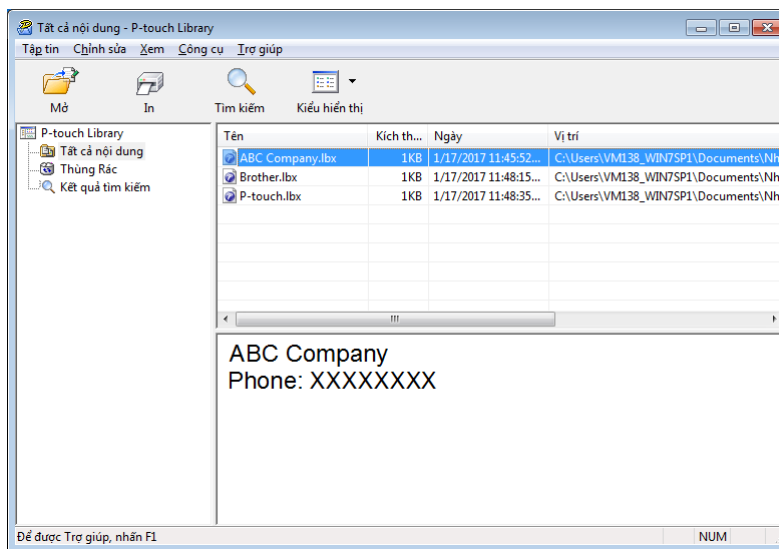 Tất cả nội dung - P-touch Library
Tập tin Chỉnh sửa Xem Công cụ Trợ giúp
Mở In Tìm kiếm Kiểu hiển thị
P-touch Library
Tất cả nội dung
Thùng Rác
Kết quả tìm kiếm
Tên Kích th... Ngày Vị trí
ABC Company.lbx 1KB 1/17/2017 11:45:52... C:\Users\VM138_WIN7SP1\Documents\Nh
Brother.lbx 1KB 1/17/2017 11:48:15... C:\Users\VM138_WIN7SP1\Documents\Nh
P-touch.lbx 1KB 1/17/2017 11:48:35... C:\Users\VM138_WIN7SP1\Documents\Nh
ABC Company
Phone: XXXXXXXX
Để được Trợ giúp, nhấn F1 NUM